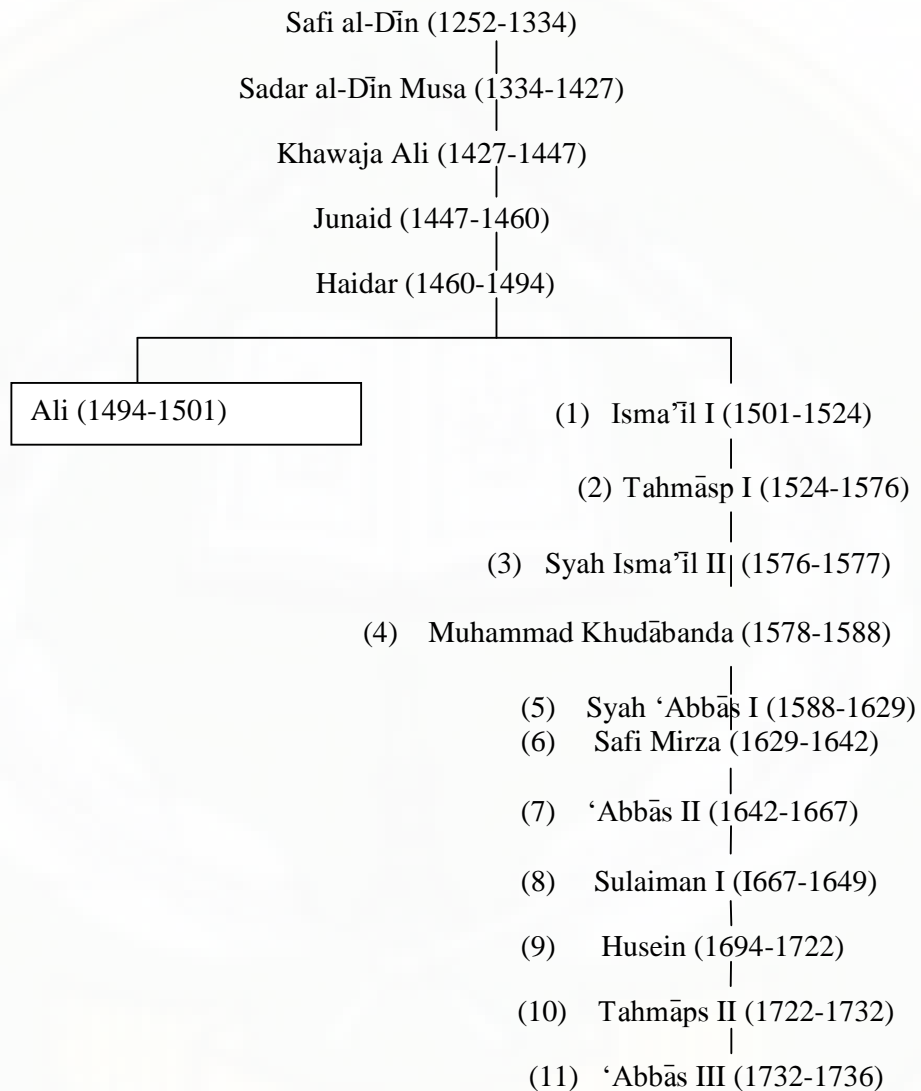 Safi al-Dīn (1252-1334)
Sadar al-Dīn Musa (1334-1427)
Khawaja Ali (1427-1447)
Junaid (1447-1460)
Haidar (1460-1494)
Ali (1494-1501)
(1) Isma’īl I (1501-1524)
(2) Tahmāsp I (1524-1576)
(3) Syah Isma’īl II (1576-1577)
(4) Muhammad Khudābanda (1578-1588)
(5) Syah ‘Abbās I (1588-1629)
(6) Safi Mirza (1629-1642)
(7) ‘Abbās II (1642-1667)
(8) Sulaiman I (I667-1649)
(9) Husein (1694-1722)
(10) Tahmāps II (1722-1732)
(11) ‘Abbās III (1732-1736)